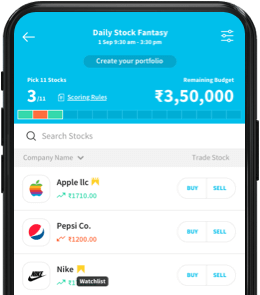 Daily Stock Fantasy
1 Sep 9:30 am - 3:30 pm
Create your portfolio
Pick 11 Stocks
Remaining Budget
3/11
Scoring Rules
₹3,50,000
Search Stocks
Company Name
Trade Stock
Apple llc
₹1710.00
BUY
SELL
Pepsi Co.
₹1200.00
BUY
SELL
Nike
Watchlist
BUY
SELL